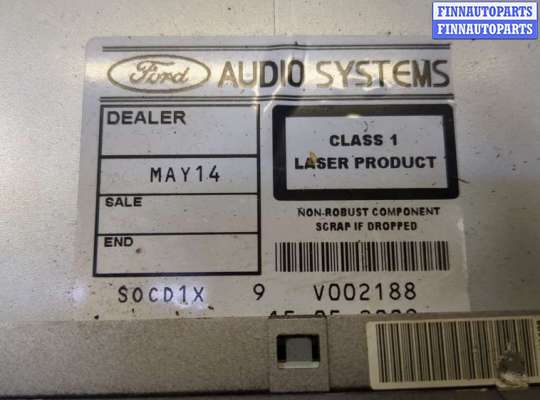 FINNAUTOPARTS
FINNAUTOPARTS
Ford AUDIO SYSTEMS
DEALER
MAY14
SALE
END
CLASS 1
LASER PRODUCT
NON-ROBUST COMPONENT
SCRAP IF DROPPED
SOCD1X 9 V002188